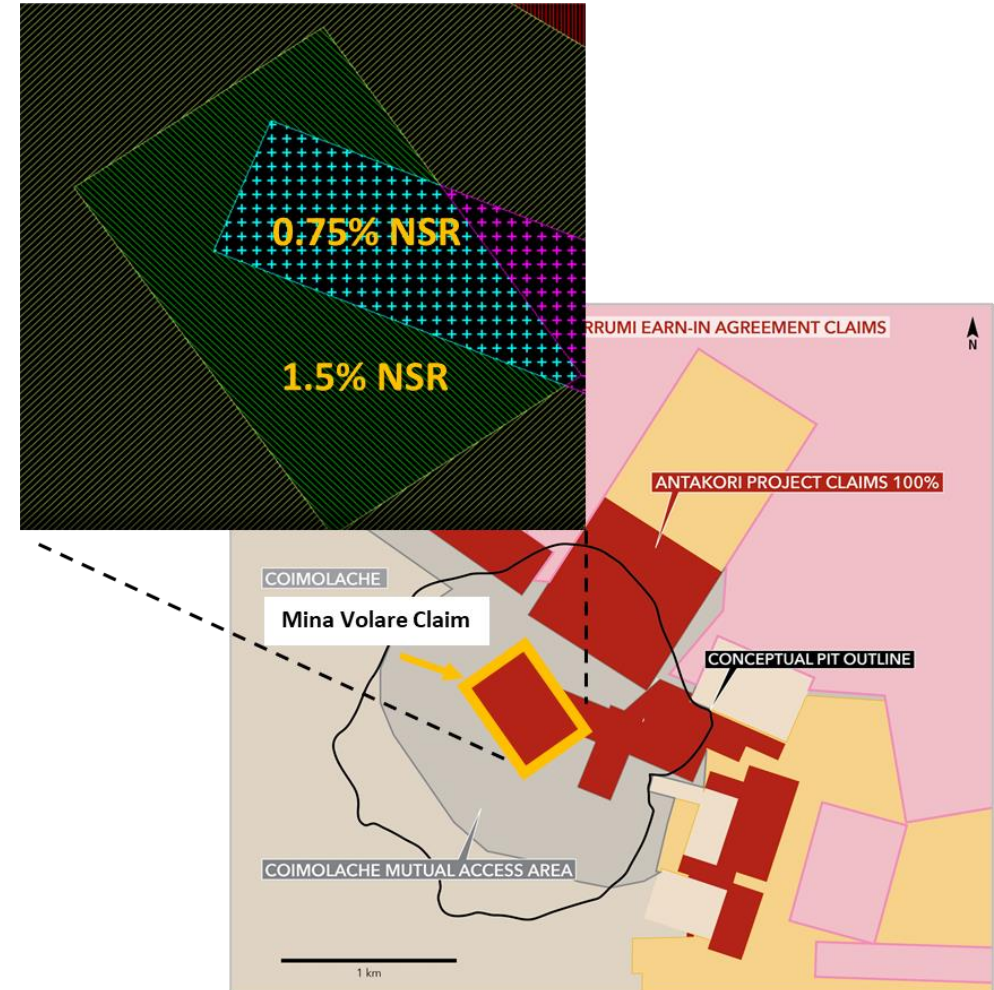 0.75% NSR
1.5% NSR
EARN-IN AGREEMENT CLAIMS
N
ANTAKORI PROJECT CLAIMS 100%
COIMOLACHE
Mina Volare Claim
CONCEPTUAL PIT OUTLINE
COIMOLACHE MUTUAL ACCESS AREA
1 km